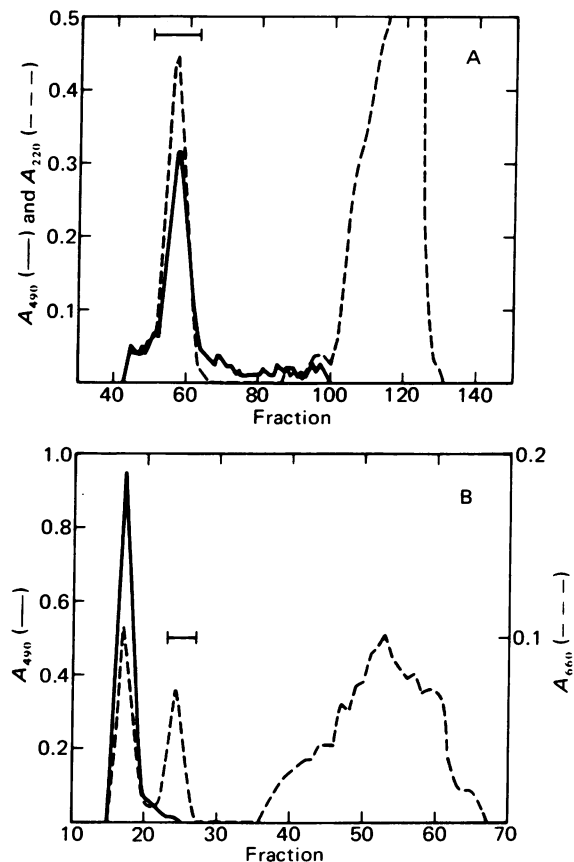 A
0.5
0.4
0.3
0.2
0.1
A₄₉₀ (—) and A₂₂₀ (– – –)
40 60 80 100 120 140
Fraction
B
1.0
0.8
0.6
0.4
0.2
A₄₉₀ (—)
0.2
0.1
A₆₆₀ (– – –)
10 20 30 40 50 60 70
Fraction